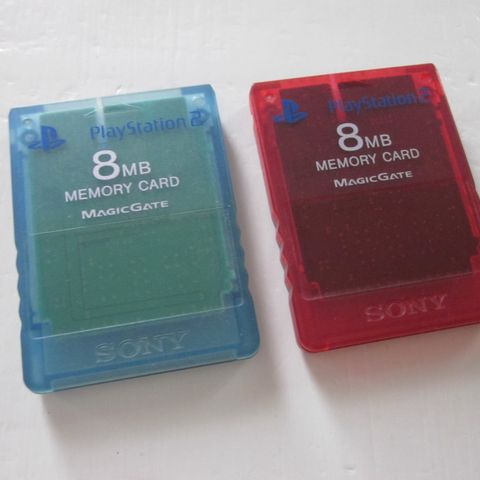 PlayStation 2
8MB
MEMORY CARD
MAGICGATE
SONY
PlayStation 2
8MB
MEMORY CARD
MAGICGATE
SONY